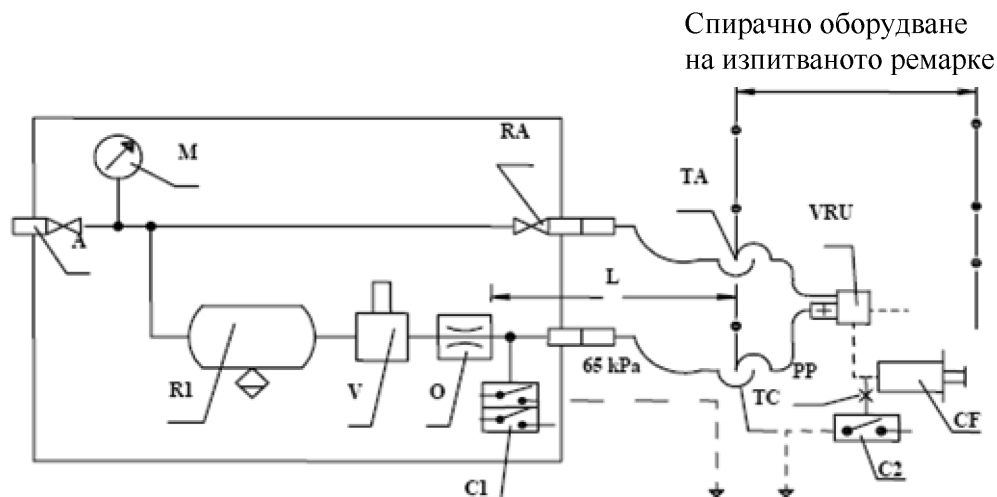 Спирачно оборудване
на изпитваното ремарке
M
RA
TA
VRU
A
L
R1
V
O
65 kPa
PP
TC
CF
C1
C2